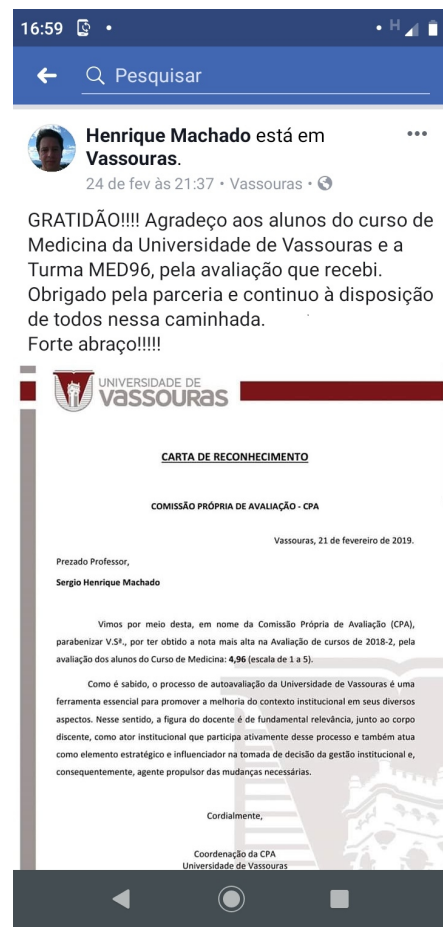 16:59
H
Pesquisar
Henrique Machado está em
Vassouras.
24 de fev às 21:37 • Vassouras •
GRATIDÃO!!!! Agradeço aos alunos do curso de
Medicina da Universidade de Vassouras e a
Turma MED96, pela avaliação que recebi.
Obrigado pela parceria e continuo à disposição
de todos nessa caminhada.
Forte abraço!!!!!
UNIVERSIDADE DE
vassouras
CARTA DE RECONHECIMENTO
COMISSÃO PRÓPRIA DE AVALIAÇÃO - CPA
Vassouras, 21 de fevereiro de 2019.
Prezado Professor,
Sergio Henrique Machado
Vimos por meio desta, em nome da Comissão Própria de Avaliação (CPA),
parabenizar V.Sª., por ter obtido a nota mais alta na Avaliação de cursos de 2018-2, pela
avaliação dos alunos do Curso de Medicina: 4,96 (escala de 1 a 5).
Como é sabido, o processo de autoavaliação da Universidade de Vassouras é uma
ferramenta essencial para promover a melhoria do contexto institucional em seus diversos
aspectos. Nesse sentido, a figura do docente é de fundamental relevância, junto ao corpo
discente, como ator institucional que participa ativamente desse processo e também atua
como elemento estratégico e influenciador na tomada de decisão da gestão institucional e,
consequentemente, agente propulsor das mudanças necessárias.
Cordialmente,
Coordenação da CPA
Universidade de Vassouras